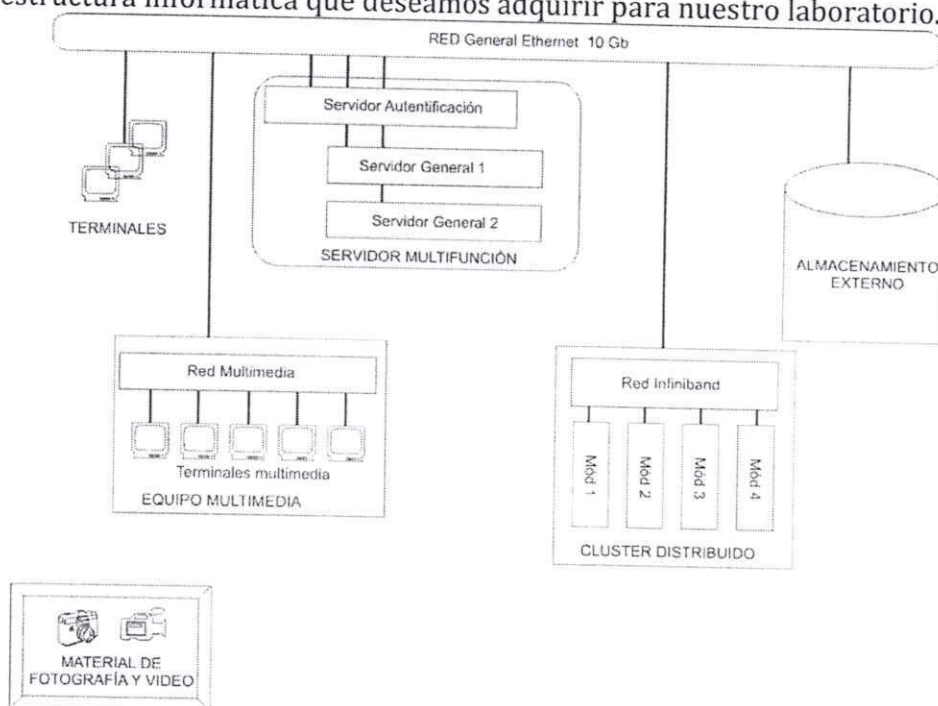 estructura informática que deseamos adquirir para nuestro laboratorio.
RED General Ethernet 10 Gb
Servidor Autentificación
Servidor General 1
Servidor General 2
SERVIDOR MULTIFUNCIÓN
TERMINALES
ALMACENAMIENTO
EXTERNO
Red Multimedia
Terminales multimedia
EQUIPO MULTIMEDIA
Red Infiniband
Mód 1
Mód 2
Mód 3
Mód 4
CLUSTER DISTRIBUIDO
MATERIAL DE
FOTOGRAFÍA Y VIDEO